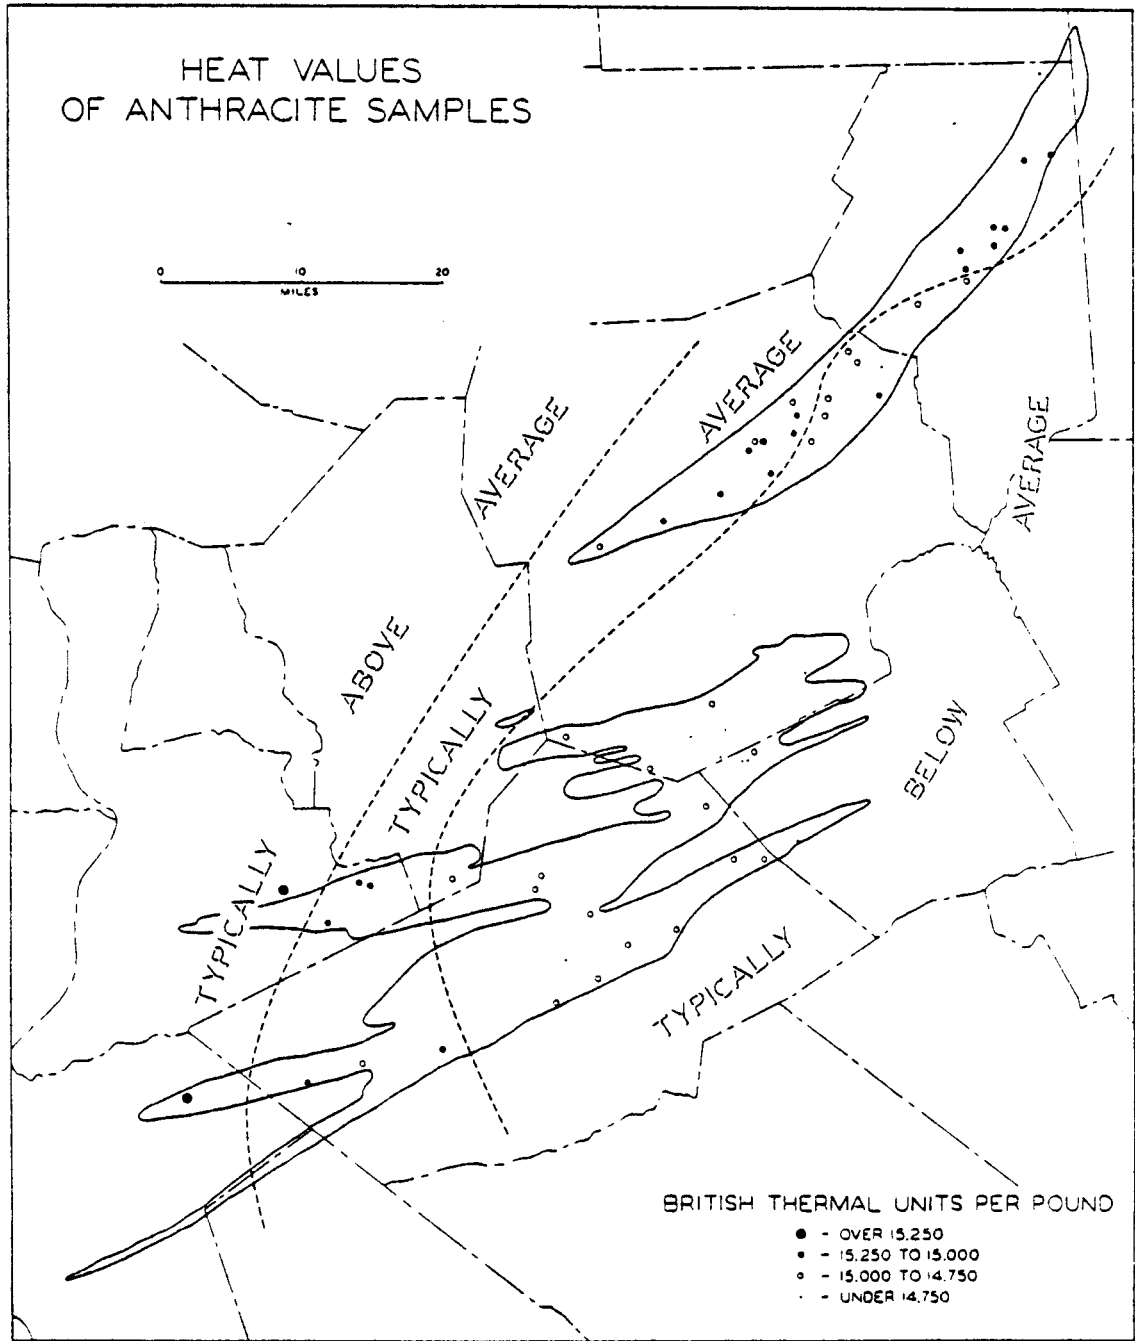 HEAT VALUES
OF ANTHRACITE SAMPLES
0 10 20
MILES
TYPICALLY ABOVE AVERAGE
TYPICALLY AVERAGE
TYPICALLY BELOW AVERAGE
BRITISH THERMAL UNITS PER POUND
● - OVER 15,250
• - 15,250 TO 15,000
○ - 15,000 TO 14,750
· - UNDER 14,750